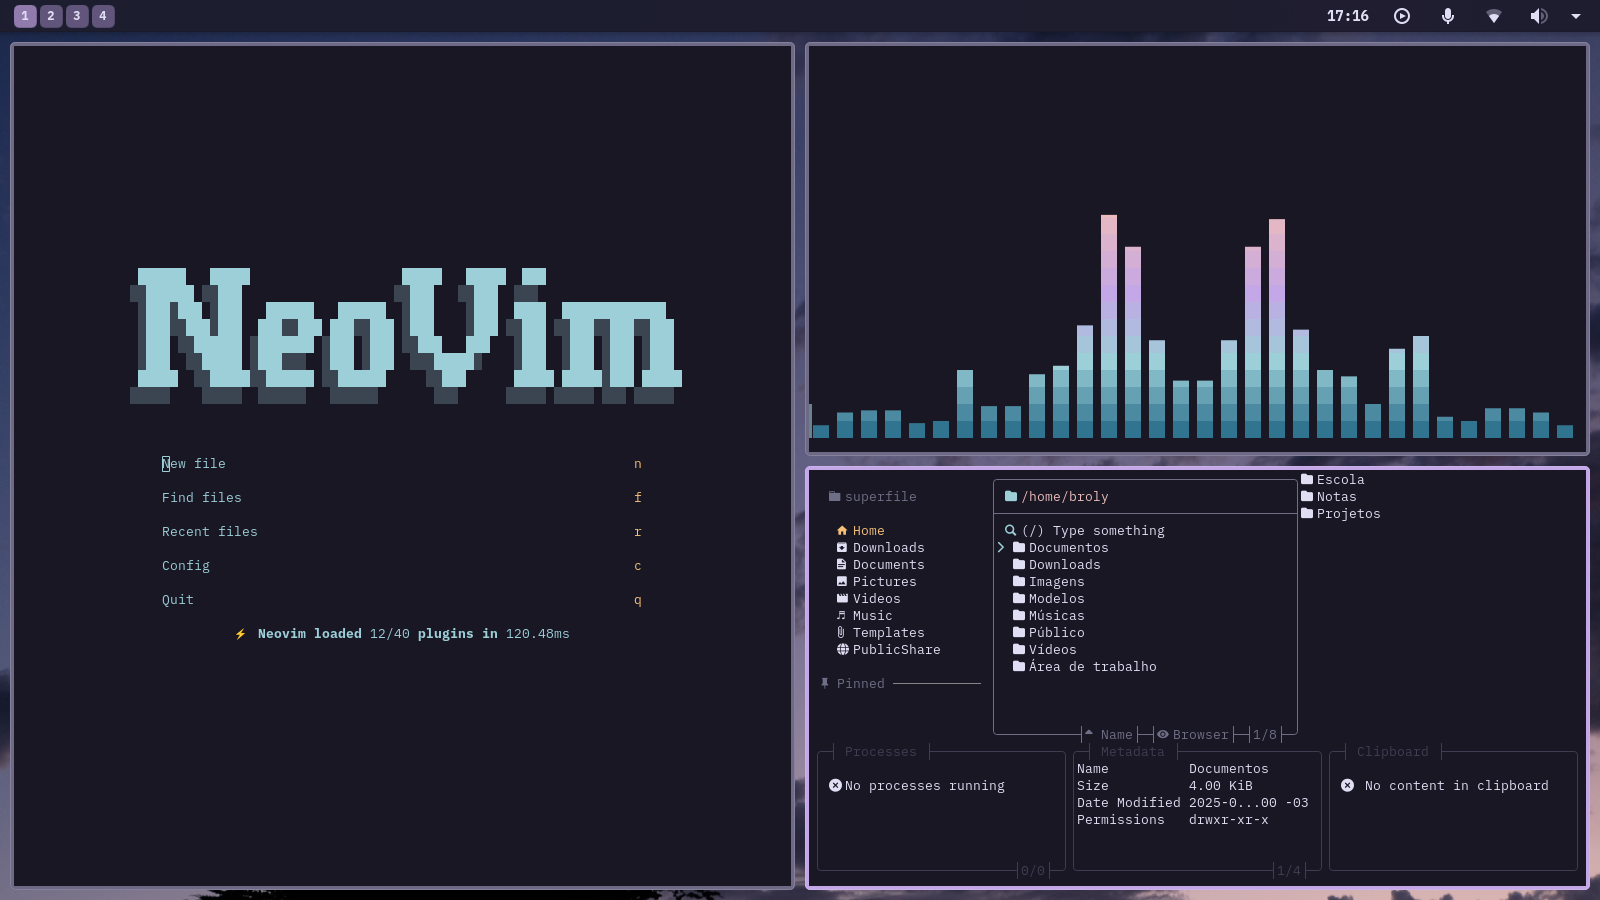 1 2 3 4
17:16
NeoVim
New file n
Find files f
Recent files r
Config c
Quit q
⚡ Neovim loaded 12/40 plugins in 120.48ms
superfile
Home
Downloads
Documents
Pictures
Videos
Music
Templates
PublicShare
Pinned
/home/broly
(/) Type something
Documentos
Downloads
Imagens
Modelos
Músicas
Público
Vídeos
Área de trabalho
Name Browser 1/8
Escola
Notas
Projetos
Processes
No processes running
0/0
Metadata
Name Documentos
Size 4.00 KiB
Date Modified 2025-0...00 -03
Permissions drwxr-xr-x
1/4
Clipboard
No content in clipboard